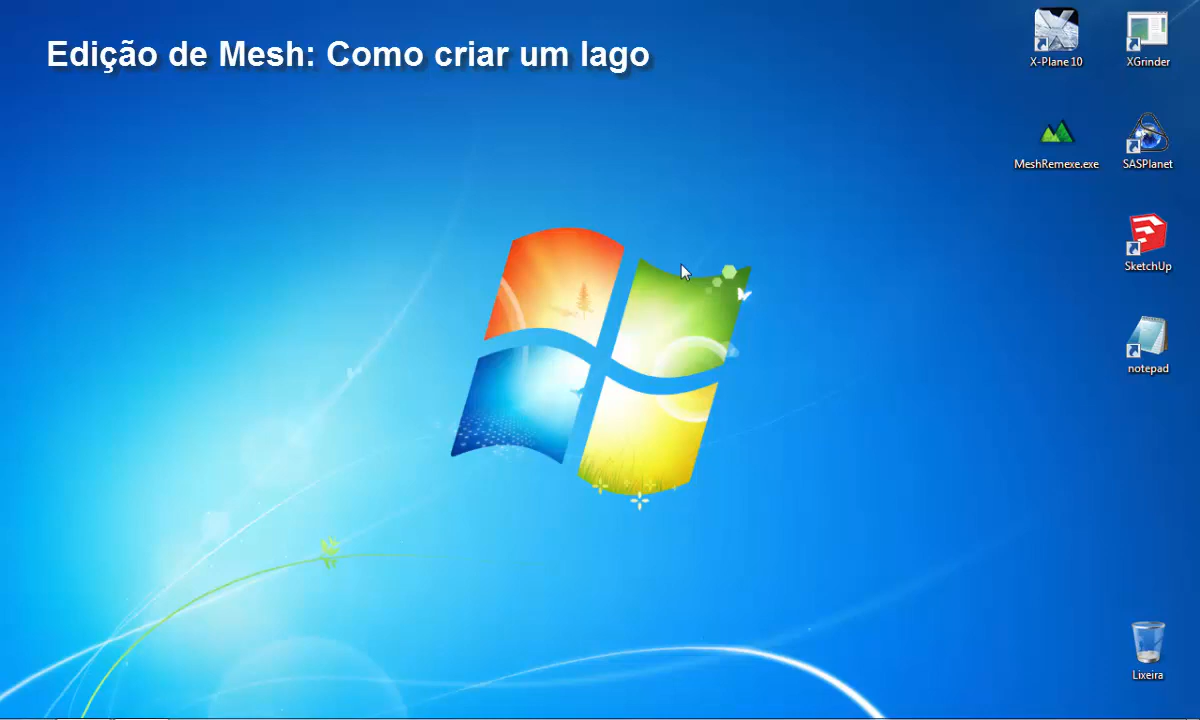 Edição de Mesh: Como criar um lago
X-Plane 10
XGrinder
MeshRemexe.exe
SASPlanet
SketchUp
notepad
Lixeira